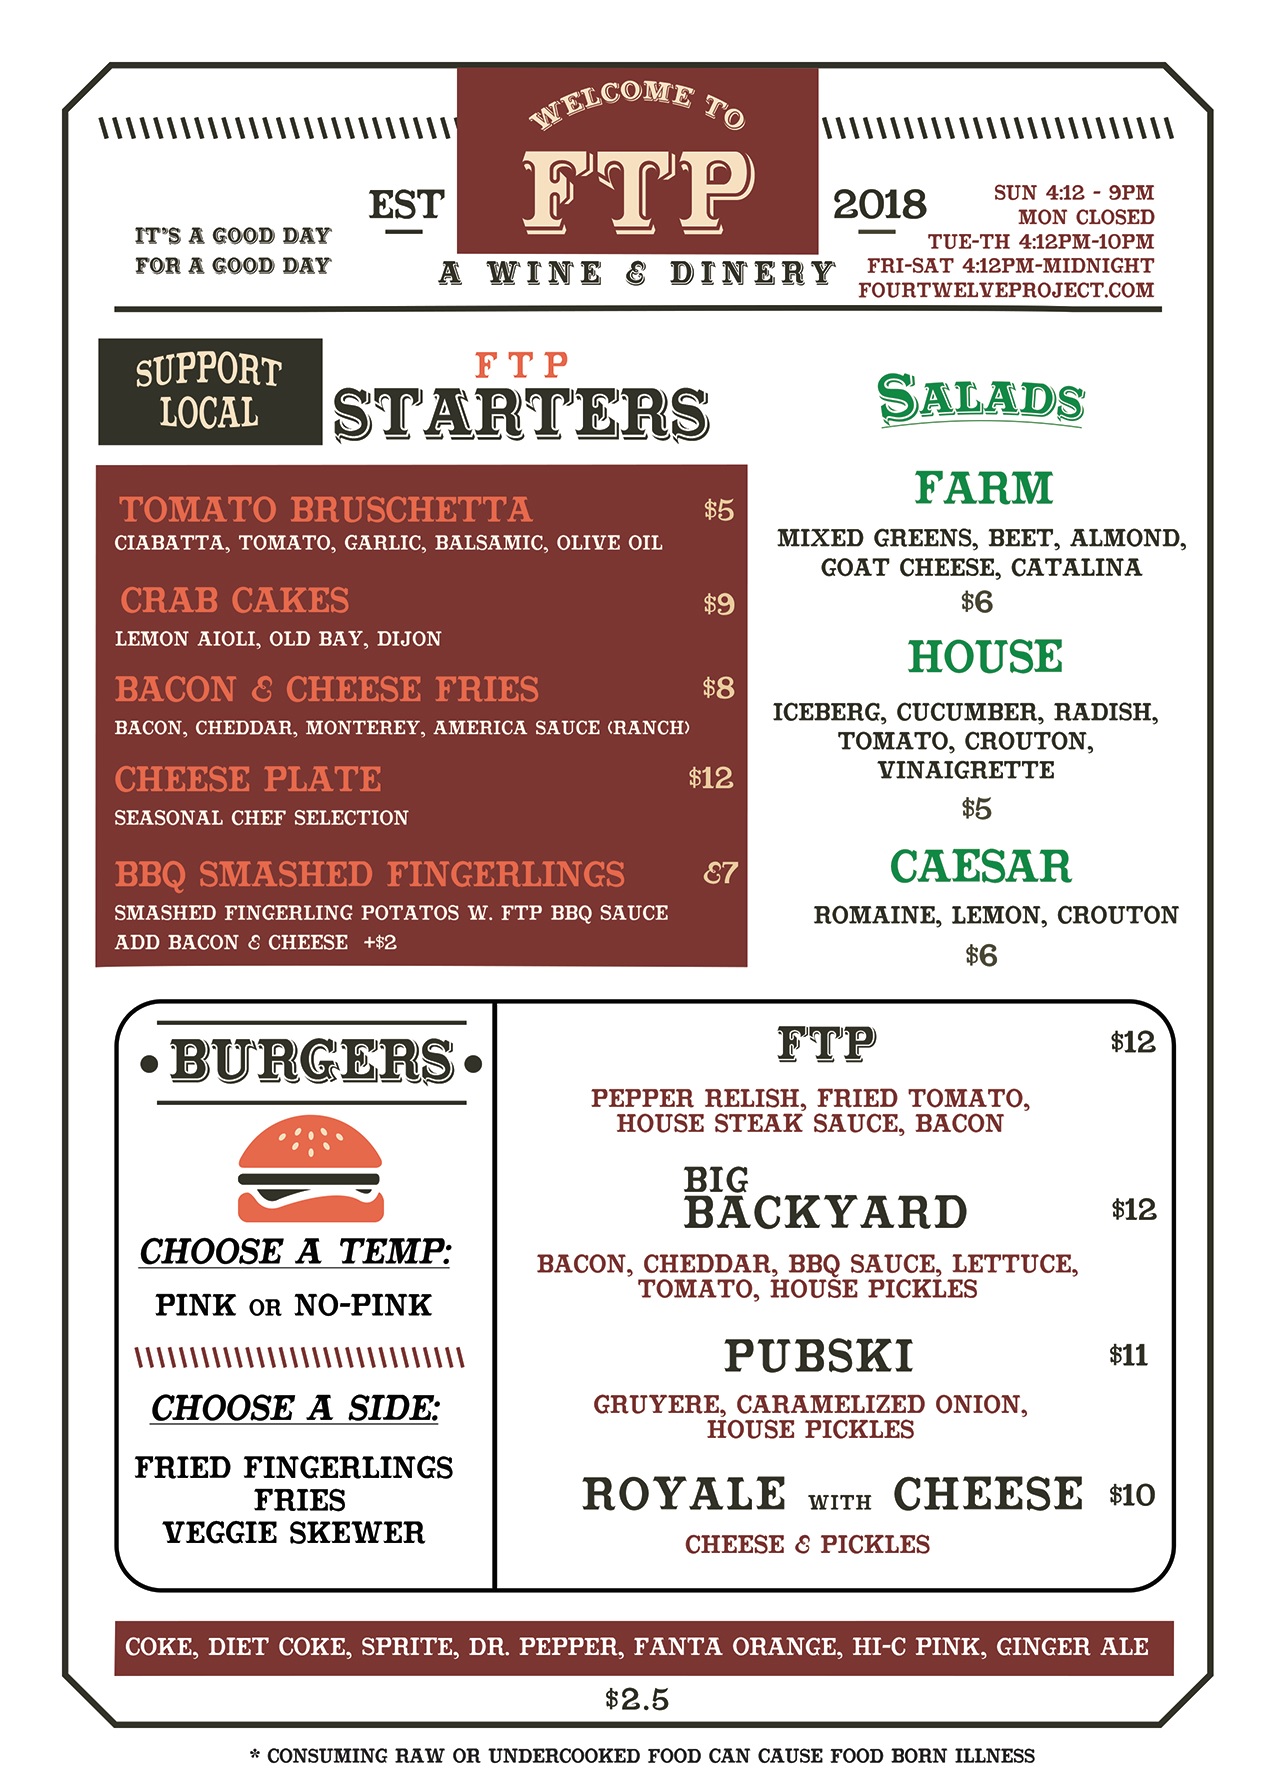 WELCOME TO
FTP
EST
2018
IT'S A GOOD DAY
FOR A GOOD DAY
A WINE & DINERY
SUN 4:12 - 9PM
MON CLOSED
TUE-TH 4:12PM-10PM
FRI-SAT 4:12PM-MIDNIGHT
FOURTWELVEPROJECT.COM
SUPPORT
LOCAL
FTP
STARTERS
TOMATO BRUSCHETTA $5
CIABATTA, TOMATO, GARLIC, BALSAMIC, OLIVE OIL
CRAB CAKES $9
LEMON AIOLI, OLD BAY, DIJON
BACON & CHEESE FRIES $8
BACON, CHEDDAR, MONTEREY, AMERICA SAUCE (RANCH)
CHEESE PLATE $12
SEASONAL CHEF SELECTION
BBQ SMASHED FINGERLINGS &7
SMASHED FINGERLING POTATOS W. FTP BBQ SAUCE
ADD BACON & CHEESE +$2
SALADS
FARM
MIXED GREENS, BEET, ALMOND,
GOAT CHEESE, CATALINA
$6
HOUSE
ICEBERG, CUCUMBER, RADISH,
TOMATO, CROUTON,
VINAIGRETTE
$5
CAESAR
ROMAINE, LEMON, CROUTON
$6
• BURGERS •
CHOOSE A TEMP:
PINK OR NO-PINK
CHOOSE A SIDE:
FRIED FINGERLINGS
FRIES
VEGGIE SKEWER
FTP $12
PEPPER RELISH, FRIED TOMATO,
HOUSE STEAK SAUCE, BACON
BIG
BACKYARD $12
BACON, CHEDDAR, BBQ SAUCE, LETTUCE,
TOMATO, HOUSE PICKLES
PUBSKI $11
GRUYERE, CARAMELIZED ONION,
HOUSE PICKLES
ROYALE WITH CHEESE $10
CHEESE & PICKLES
COKE, DIET COKE, SPRITE, DR. PEPPER, FANTA ORANGE, HI-C PINK, GINGER ALE
$2.5
* CONSUMING RAW OR UNDERCOOKED FOOD CAN CAUSE FOOD BORN ILLNESS